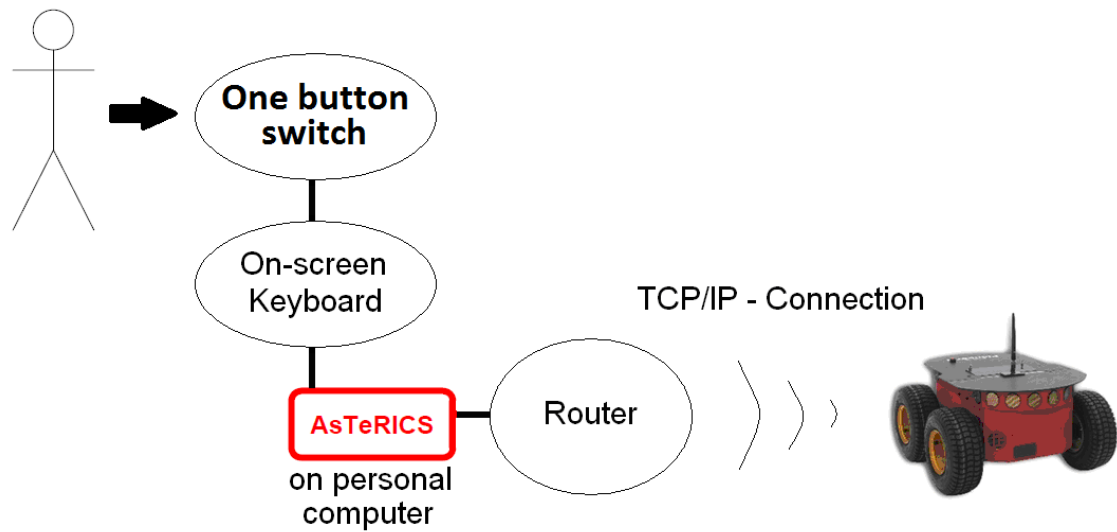 One button
switch
On-screen
Keyboard
TCP/IP - Connection
AsTeRICS
Router
on personal
computer